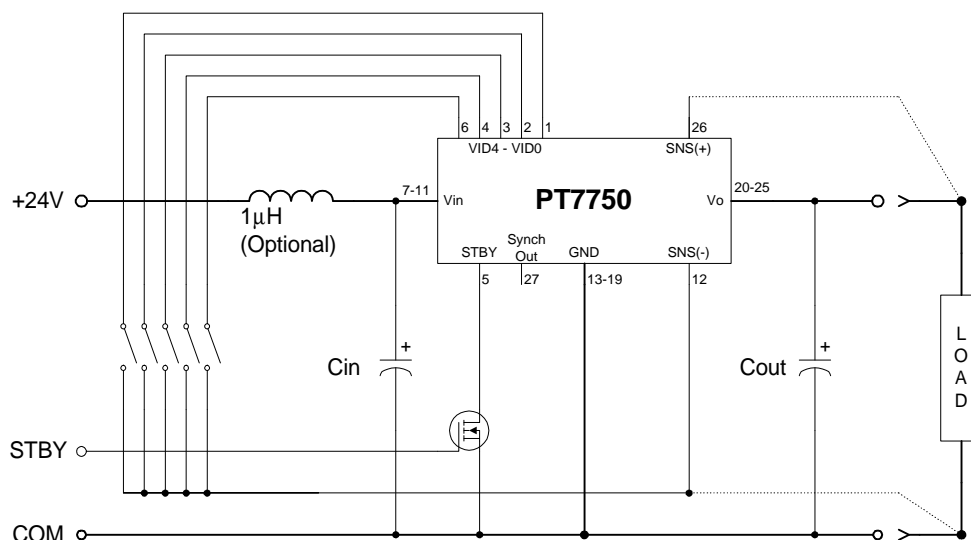 6 4 3 2 1 26
VID4 - VID0 SNS(+)
+24V
1μH
(Optional)
7-11
Vin
PT7750
Vo
20-25
STBY
Synch
Out
GND
SNS(-)
5 27 13-19 12
Cin
+
Cout
+
L
O
A
D
STBY
COM